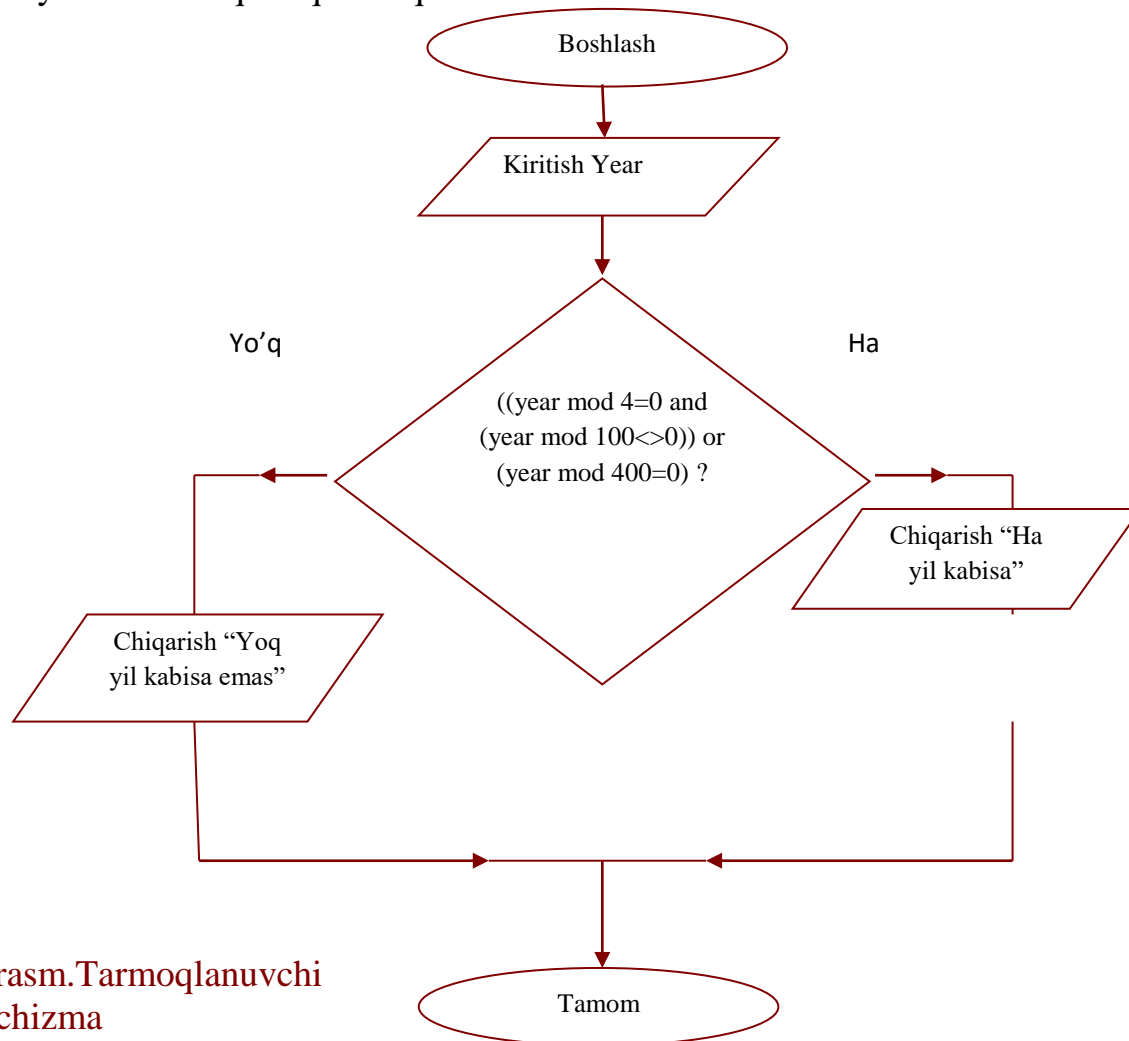 Boshlash
Kiritish Year
Yo’q
Ha
((year mod 4=0 and
(year mod 100<>0)) or
(year mod 400=0) ?
Chiqarish “Ha
yil kabisa”
Chiqarish “Yoq
yil kabisa emas”
rasm.Tarmoqlanuvchi
chizma
Tamom